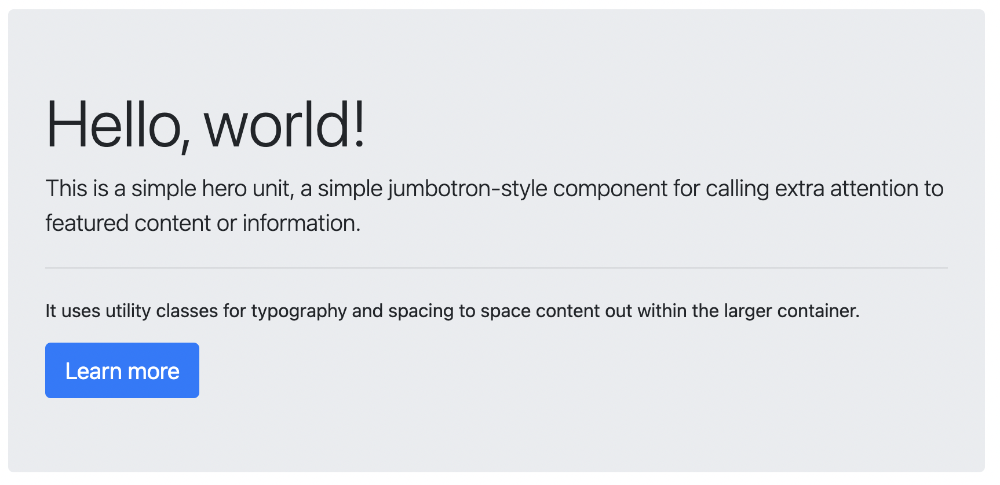 Hello, world!
This is a simple hero unit, a simple jumbotron-style component for calling extra attention to
featured content or information.
It uses utility classes for typography and spacing to space content out within the larger container.
Learn more